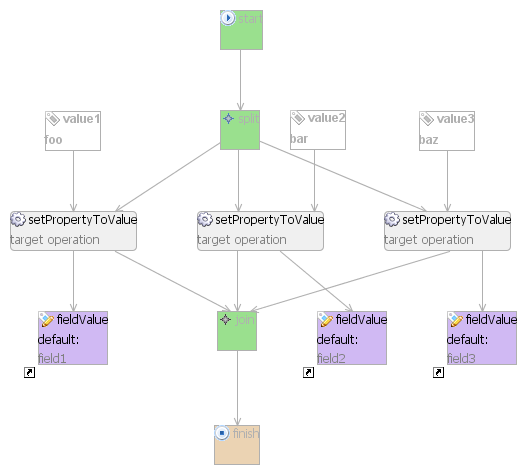 start
value1
foo
split
value2
bar
value3
baz
setPropertyToValue
target operation
setPropertyToValue
target operation
setPropertyToValue
target operation
fieldValue
default:
field1
join
fieldValue
default:
field2
fieldValue
default:
field3
finish